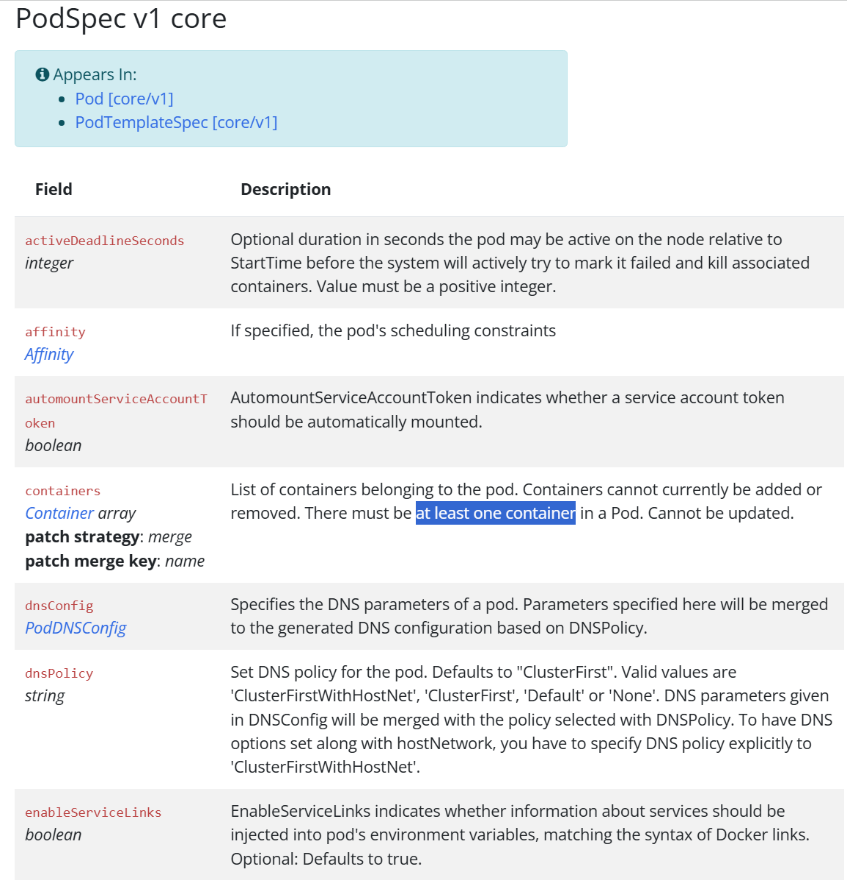 PodSpec v1 core
Appears In:
Pod [core/v1]
PodTemplateSpec [core/v1]
Field Description
activeDeadlineSeconds
integer
Optional duration in seconds the pod may be active on the node relative to
StartTime before the system will actively try to mark it failed and kill associated
containers. Value must be a positive integer.
affinity
Affinity
If specified, the pod's scheduling constraints
automountServiceAccountT
oken
boolean
AutomountServiceAccountToken indicates whether a service account token
should be automatically mounted.
containers
Container array
patch strategy: merge
patch merge key: name
List of containers belonging to the pod. Containers cannot currently be added or
removed. There must be at least one container in a Pod. Cannot be updated.
dnsConfig
PodDNSConfig
Specifies the DNS parameters of a pod. Parameters specified here will be merged
to the generated DNS configuration based on DNSPolicy.
dnsPolicy
string
Set DNS policy for the pod. Defaults to "ClusterFirst". Valid values are
'ClusterFirstWithHostNet', 'ClusterFirst', 'Default' or 'None'. DNS parameters given
in DNSConfig will be merged with the policy selected with DNSPolicy. To have DNS
options set along with hostNetwork, you have to specify DNS policy explicitly to
'ClusterFirstWithHostNet'.
enableServiceLinks
boolean
EnableServiceLinks indicates whether information about services should be
injected into pod's environment variables, matching the syntax of Docker links.
Optional: Defaults to true.